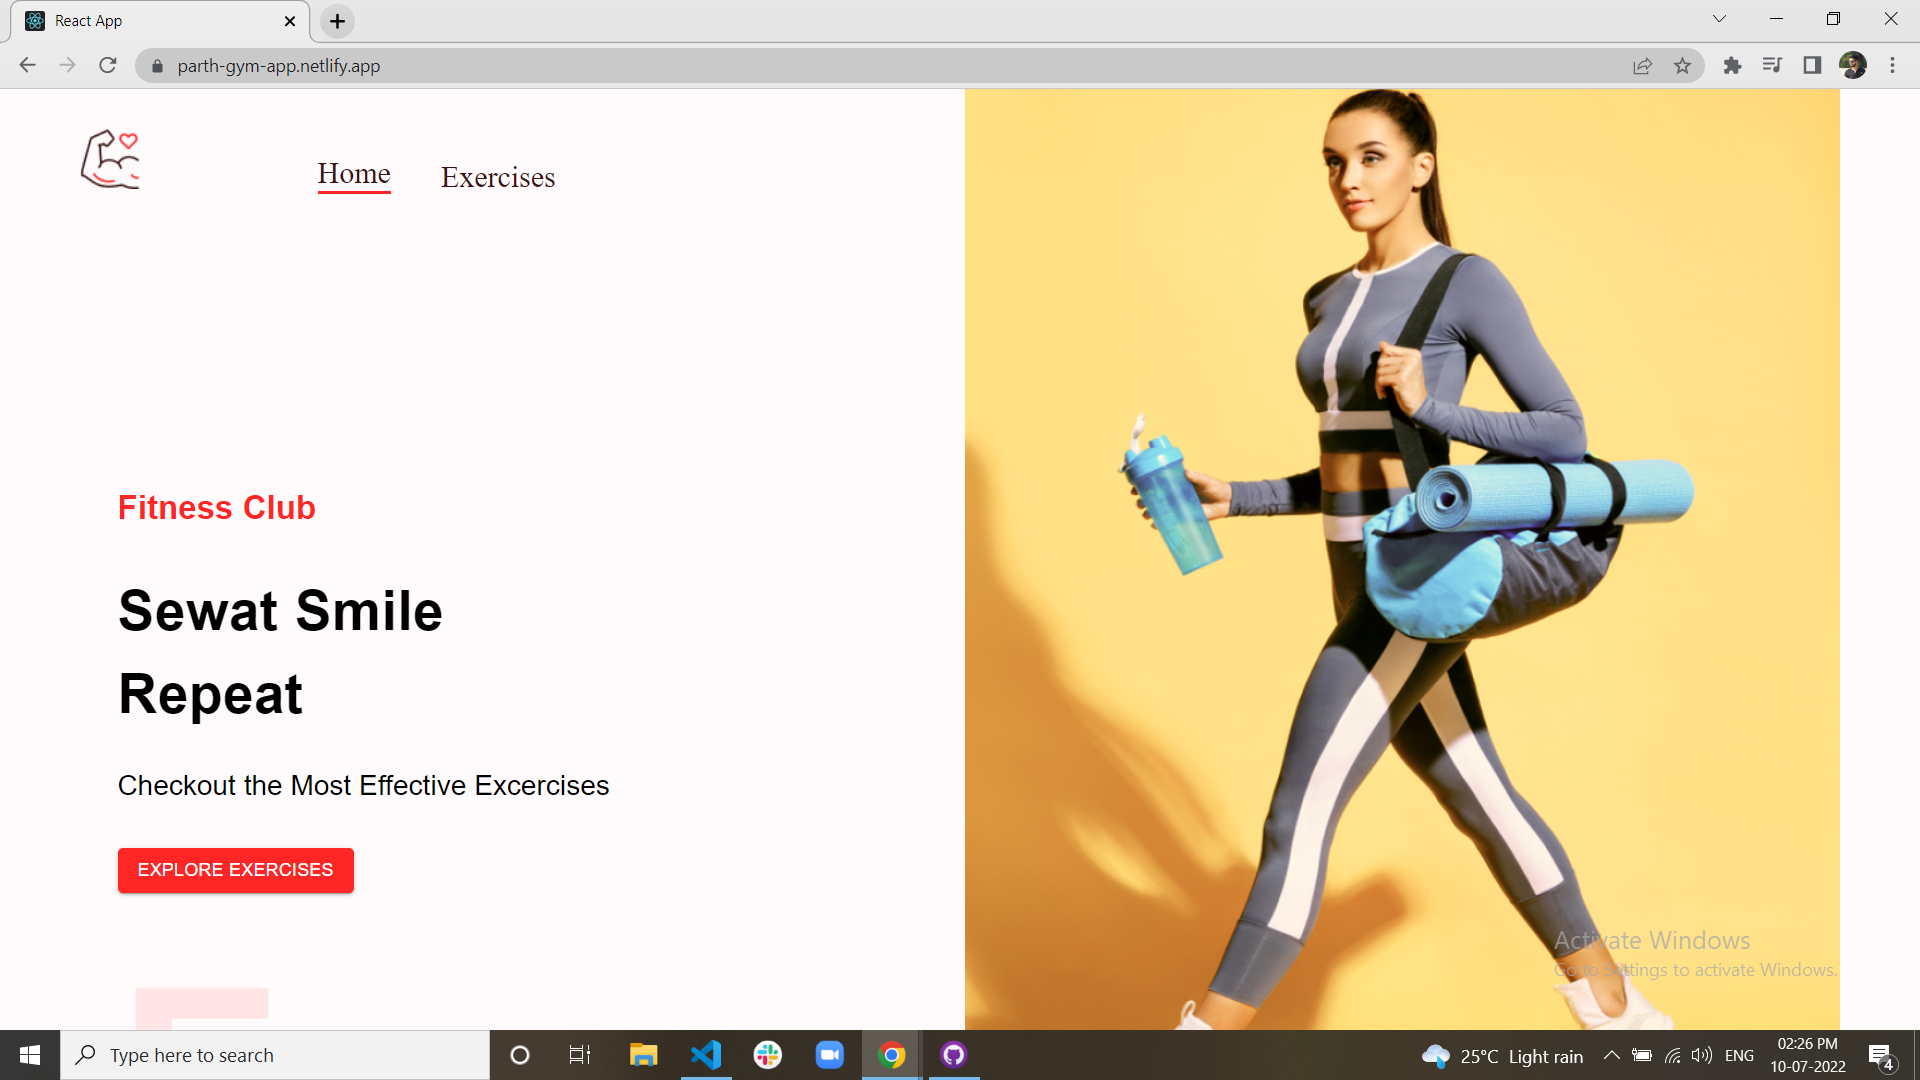 React App
parth-gym-app.netlify.app
Home
Exercises
Fitness Club
Sewat Smile
Repeat
Checkout the Most Effective Excercises
EXPLORE EXERCISES
Activate Windows
Go to Settings to activate Windows.
Type here to search
25°C Light rain
ENG
02:26 PM
10-07-2022
4